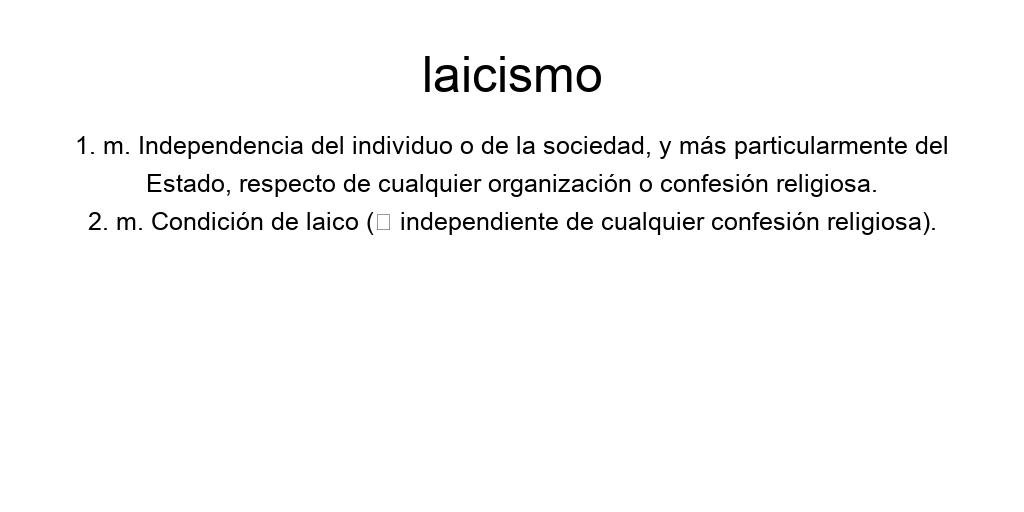 laicismo
1. m. Independencia del individuo o de la sociedad, y más particularmente del
Estado, respecto de cualquier organización o confesión religiosa.
2. m. Condición de laico (□ independiente de cualquier confesión religiosa).